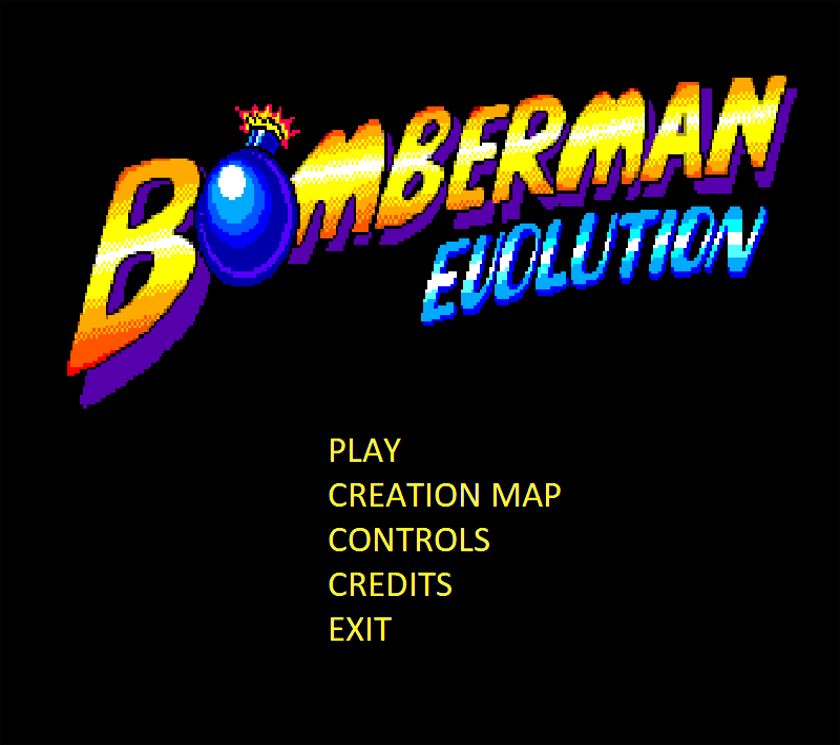 BOMBERMAN
EVOLUTION
PLAY
CREATION MAP
CONTROLS
CREDITS
EXIT